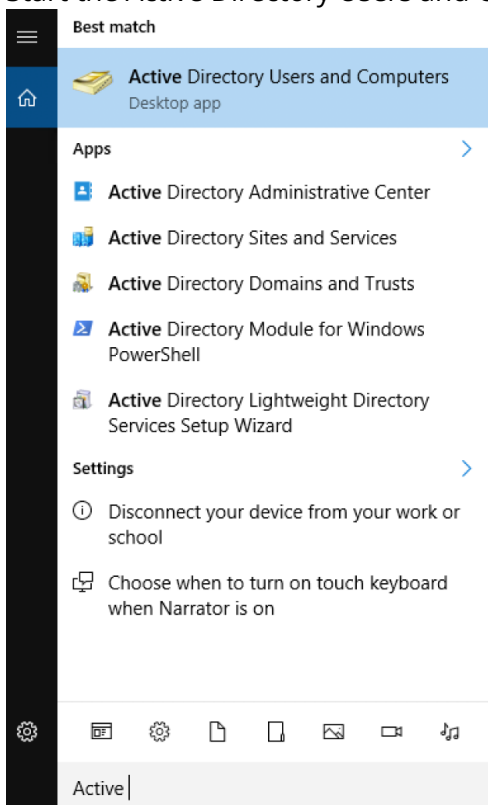 Best match
Active Directory Users and Computers
Desktop app
Apps
Active Directory Administrative Center
Active Directory Sites and Services
Active Directory Domains and Trusts
Active Directory Module for Windows
PowerShell
Active Directory Lightweight Directory
Services Setup Wizard
Settings
Disconnect your device from your work or
school
Choose when to turn on touch keyboard
when Narrator is on
Active